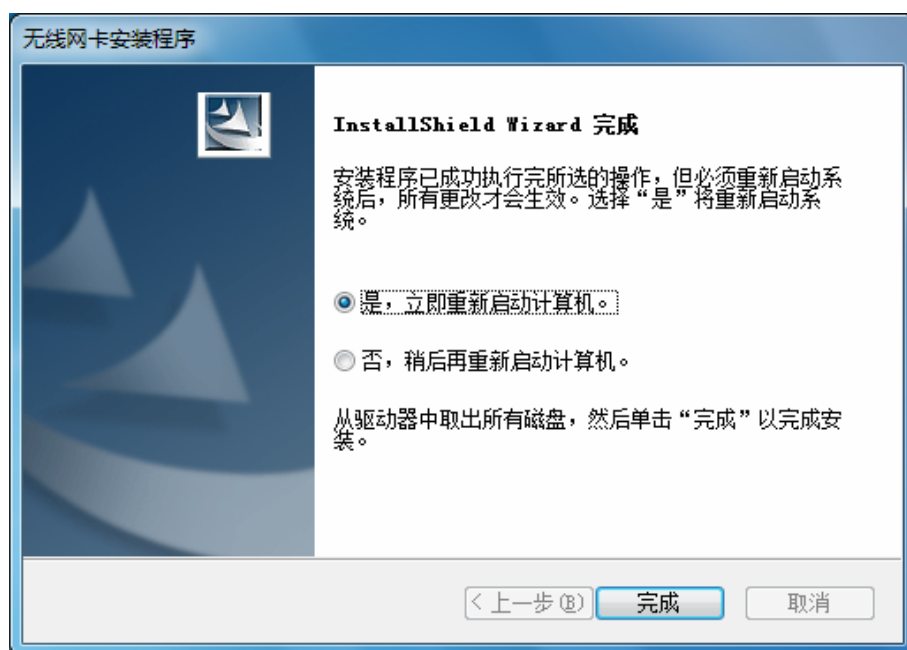 无线网卡安装程序
InstallShield Wizard 完成
安装程序已成功执行完所选的操作，但必须重新启动系
统后，所有更改才会生效。选择“是”将重新启动系
统。
是，立即重新启动计算机。
否，稍后再重新启动计算机。
从驱动器中取出所有磁盘，然后单击“完成”以完成安
装。
< 上一步(B) 完成 取消